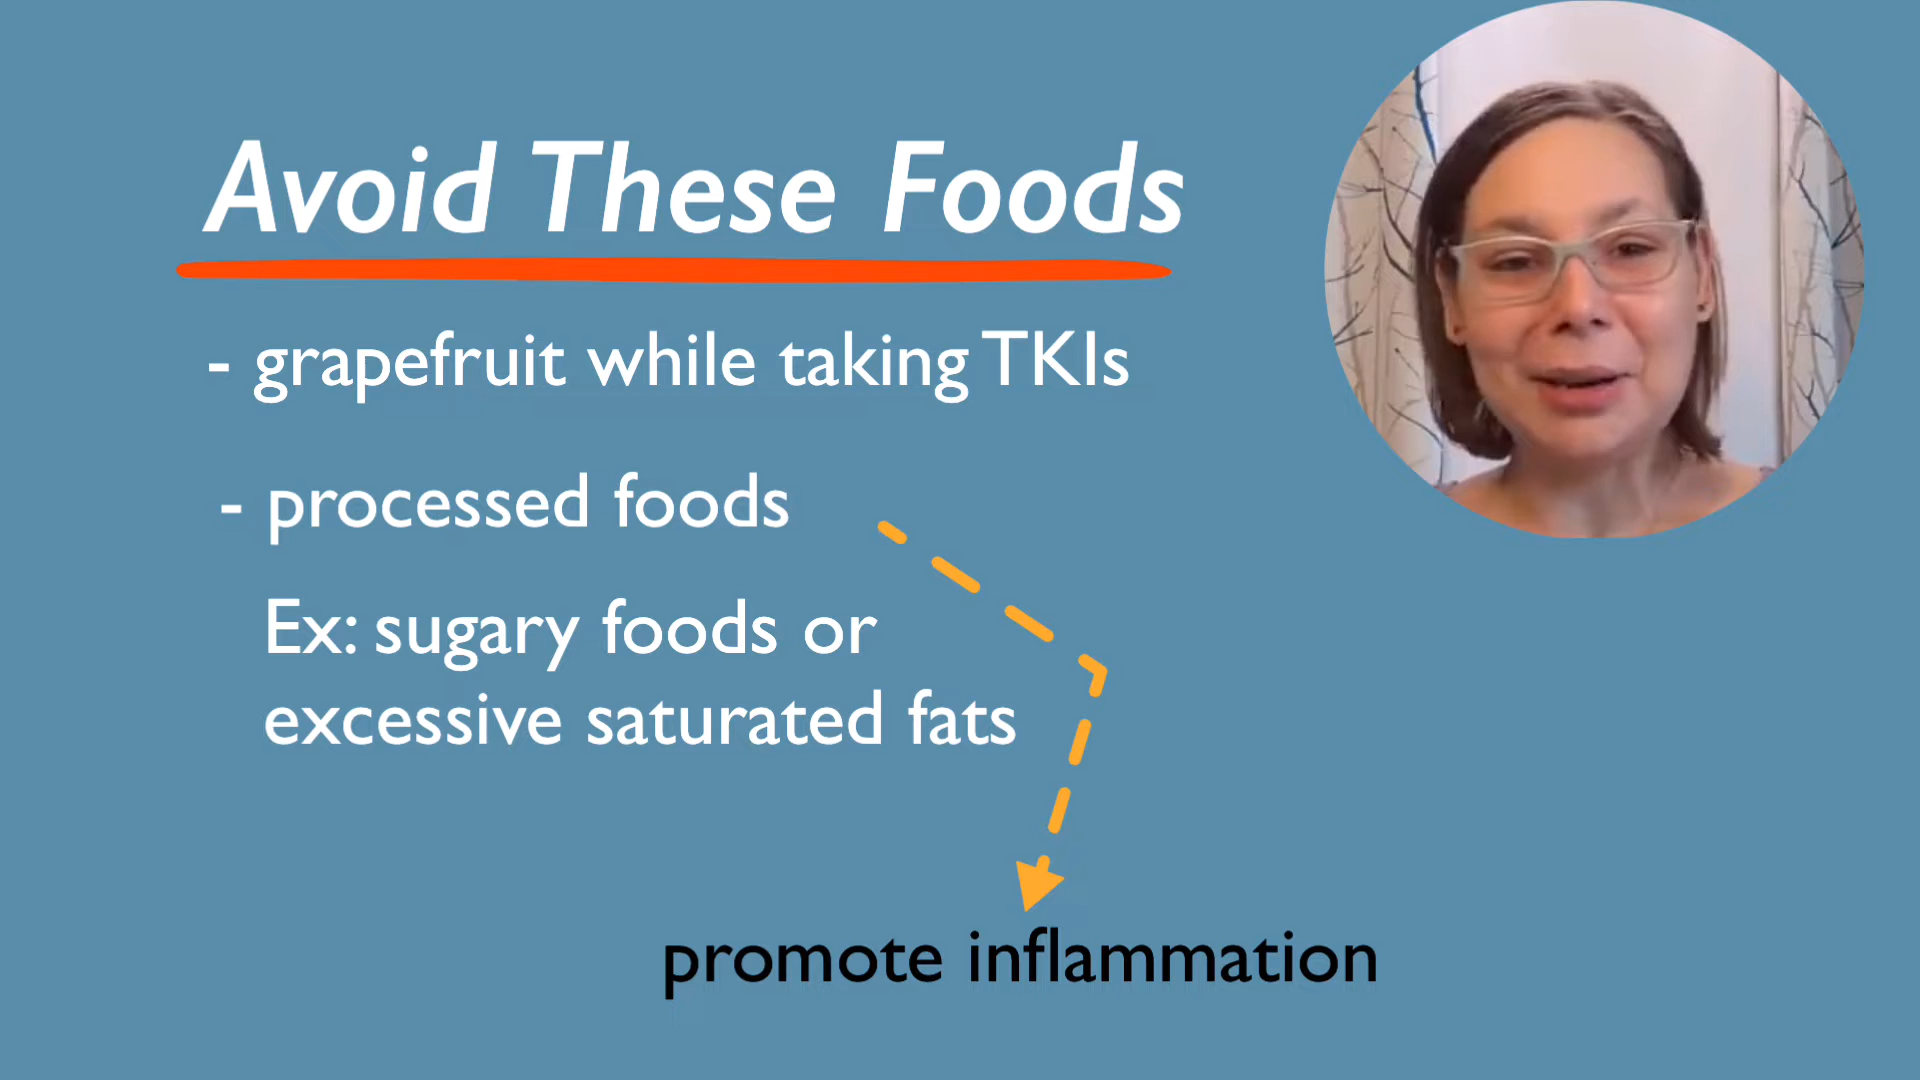 Avoid These Foods
- grapefruit while taking TKIs
- processed foods
Ex: sugary foods or
excessive saturated fats
promote inflammation